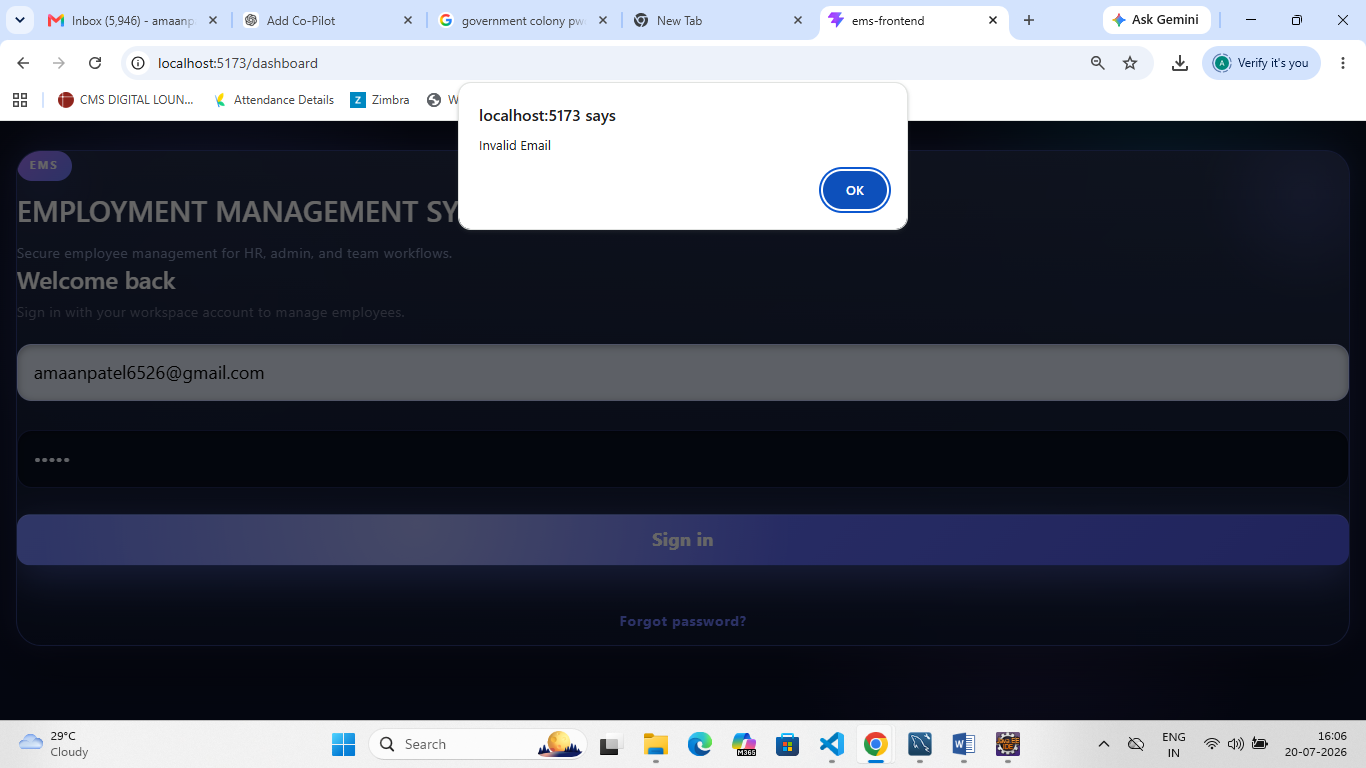 Inbox (5,946) - amaanp
Add Co-Pilot
government colony pw
New Tab
ems-frontend
Ask Gemini
localhost:5173/dashboard
Verify it's you
CMS DIGITAL LOUN...
Attendance Details
Zimbra
W
localhost:5173 says
Invalid Email
OK
EMS
EMPLOYMENT MANAGEMENT SY
Secure employee management for HR, admin, and team workflows.
Welcome back
Sign in with your workspace account to manage employees.
amaanpatel6526@gmail.com
•••••
Sign in
Forgot password?
29°C
Cloudy
Search
M365
ENG
IN
16:06
20-07-2026